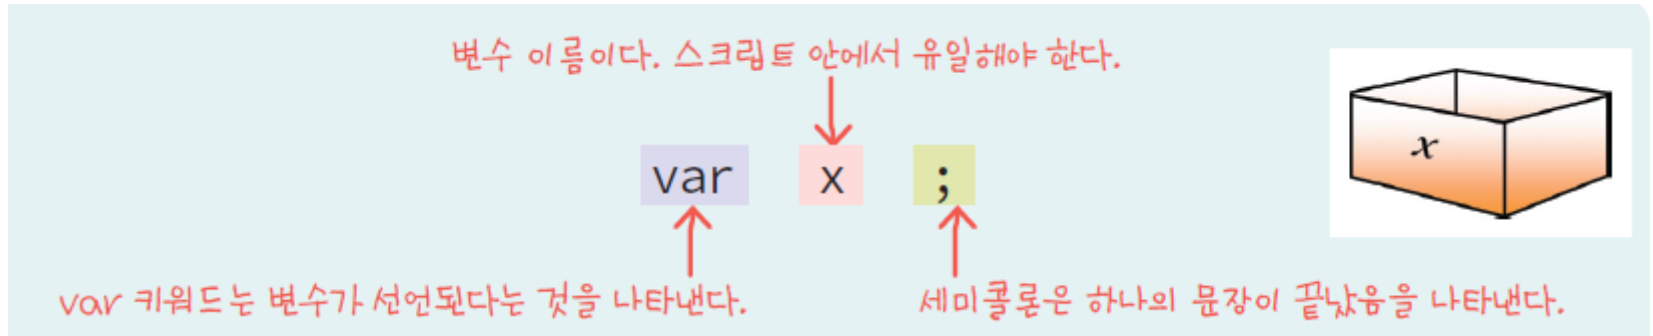 변수 이름이다. 스크립트 안에서 유일해야 한다.
x
var x ;
var 키워드는 변수가 선언된다는 것을 나타낸다.
세미콜론은 하나의 문장이 끝났음을 나타낸다.